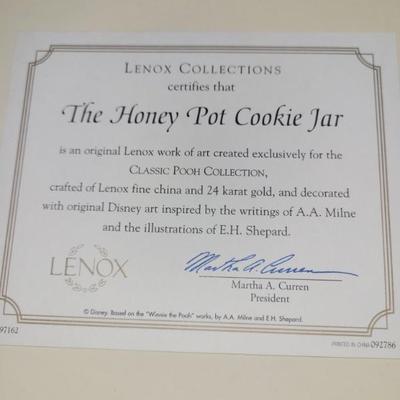 LENOX COLLECTIONS
certifies that
The Honey Pot Cookie Jar
is an original Lenox work of art created exclusively for the
CLASSIC POOH COLLECTION,
crafted of Lenox fine china and 24 karat gold, and decorated
with original Disney art inspired by the writings of A.A. Milne
and the illustrations of E.H. Shepard.
LENOX
Martha A. Curren
Martha A. Curren
President
© Disney. Based on the "Winnie the Pooh" works, by A.A. Milne and E.H. Shepard.
97162
PRINTED IN CHINA 092786